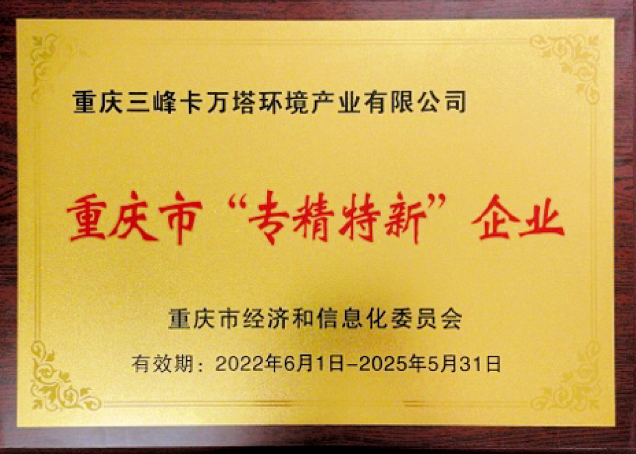 重庆三峰卡万塔环境产业有限公司
重庆市“专精特新”企业
重庆市经济和信息化委员会
有效期：2022年6月1日-2025年5月31日